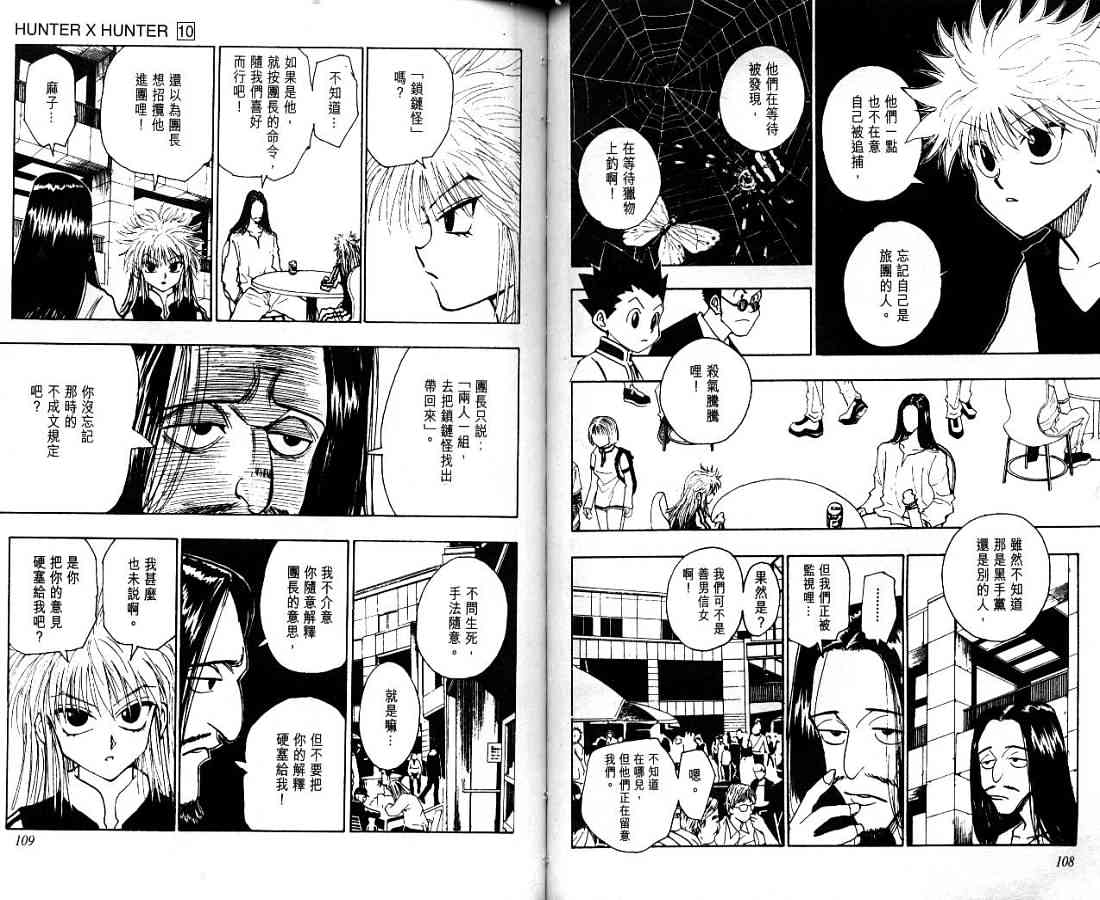 他們一點
也不在意
自己被追捕，
忘記自己是
旅團的人。
他們在等待
被發現，
在等待獵物
上釣啊！
殺氣騰騰
哩！
雖然不知道
那是黑手黨
還是別的人
………
但我們正被
監視哩…
果然是？
我們可不是
善男信女
啊！
嗯。
不知道
在哪兒，
但他們正在留意
我們。
108
HUNTER X HUNTER 10
「鎖鏈怪」
嗎？
不知道…
如果是他，
就按團長的命令，
隨我們喜好
而行吧！
還以為團長
想招攬他
進團哩！
麻子…
團長只說：
「兩人一組，
去把鎖鏈怪找出
帶回來」。
你沒忘記
那時的
不成文規定
吧？
不問生死，
手法隨意。
就是嘛…
我不介意
你隨意解釋
團長的意思，
但不要把
你的解釋
硬塞給我！
我甚麼
也未說啊。
是你
把你的意見
硬塞給我吧？
109